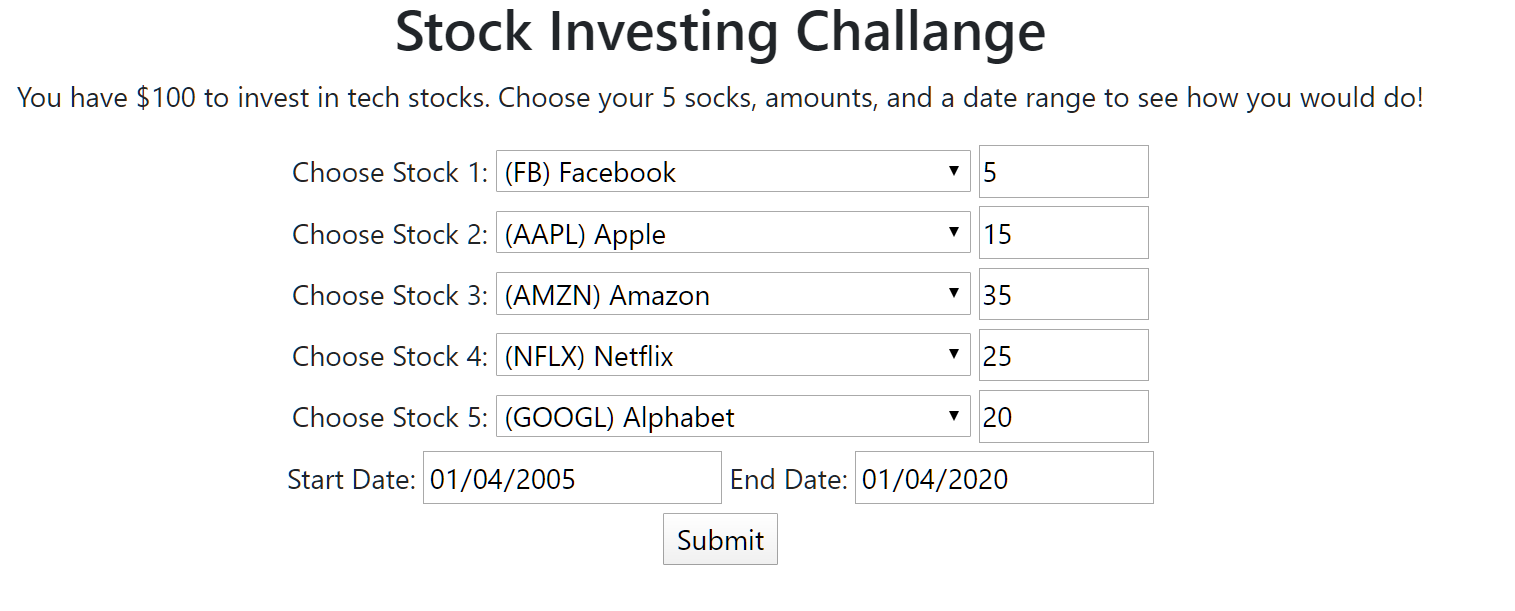 Stock Investing Challange
You have $100 to invest in tech stocks. Choose your 5 socks, amounts, and a date range to see how you would do!
Choose Stock 1: (FB) Facebook 5
Choose Stock 2: (AAPL) Apple 15
Choose Stock 3: (AMZN) Amazon 35
Choose Stock 4: (NFLX) Netflix 25
Choose Stock 5: (GOOGL) Alphabet 20
Start Date: 01/04/2005 End Date: 01/04/2020
Submit